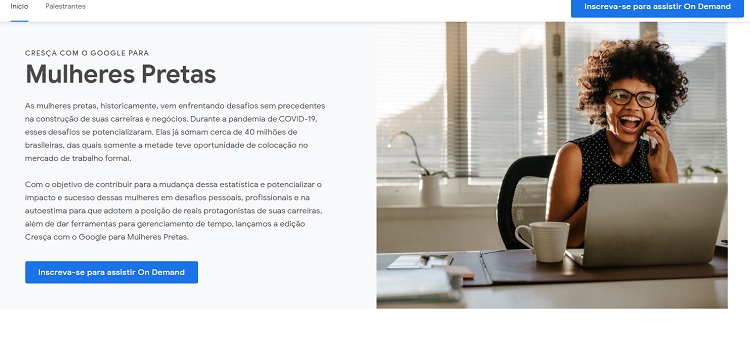 Início Palestrantes Inscreva-se para assistir On Demand
CRESÇA COM O GOOGLE PARA
Mulheres Pretas
As mulheres pretas, historicamente, vem enfrentando desafios sem precedentes
na construção de suas carreiras e negócios. Durante a pandemia de COVID-19,
esses desafios se potencializaram. Elas já somam cerca de 40 milhões de
brasileiras, das quais somente a metade teve oportunidade de colocação no
mercado de trabalho formal.
Com o objetivo de contribuir para a mudança dessa estatística e potencializar o
impacto e sucesso dessas mulheres em desafios pessoais, profissionais e na
autoestima para que adotem a posição de reais protagonistas de suas carreiras,
além de dar ferramentas para gerenciamento de tempo, lançamos a edição
Cresça com o Google para Mulheres Pretas.
Inscreva-se para assistir On Demand